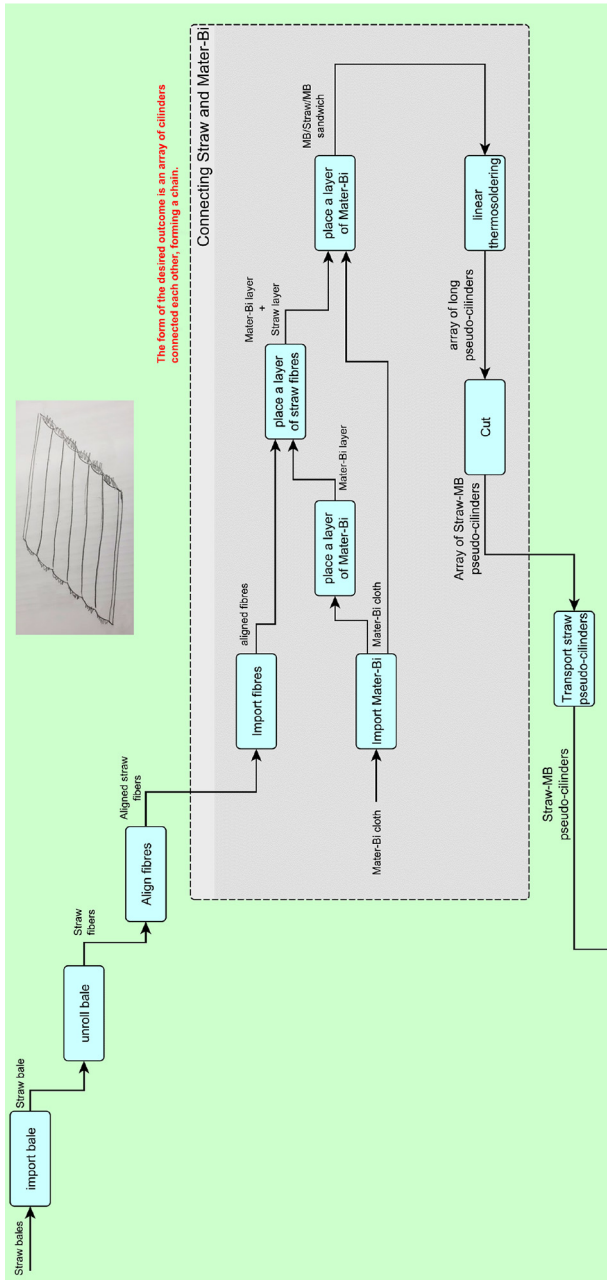 Straw bales
import bale
Straw bale
unroll bale
Straw
fibers
Align fibres
Aligned straw
fibers
The form of the desired outcome is an array of cilinders
connected each other, forming a chain.
Connecting Straw and Mater-Bi
Import fibres
aligned fibres
Mater-Bi cloth
Import Mater-Bi
Mater-Bi cloth
place a layer
of Mater-Bi
Mater-Bi layer
place a layer
of straw fibres
Mater-Bi layer
+
Straw layer
place a layer
of Mater-Bi
MB/Straw/MB
sandwich
linear
thermosoldering
array of long
pseudo-cilinders
Cut
Array of Straw-MB
pseudo-cilinders
Transport straw
pseudo-cilinders
Straw-MB
pseudo-cilinders